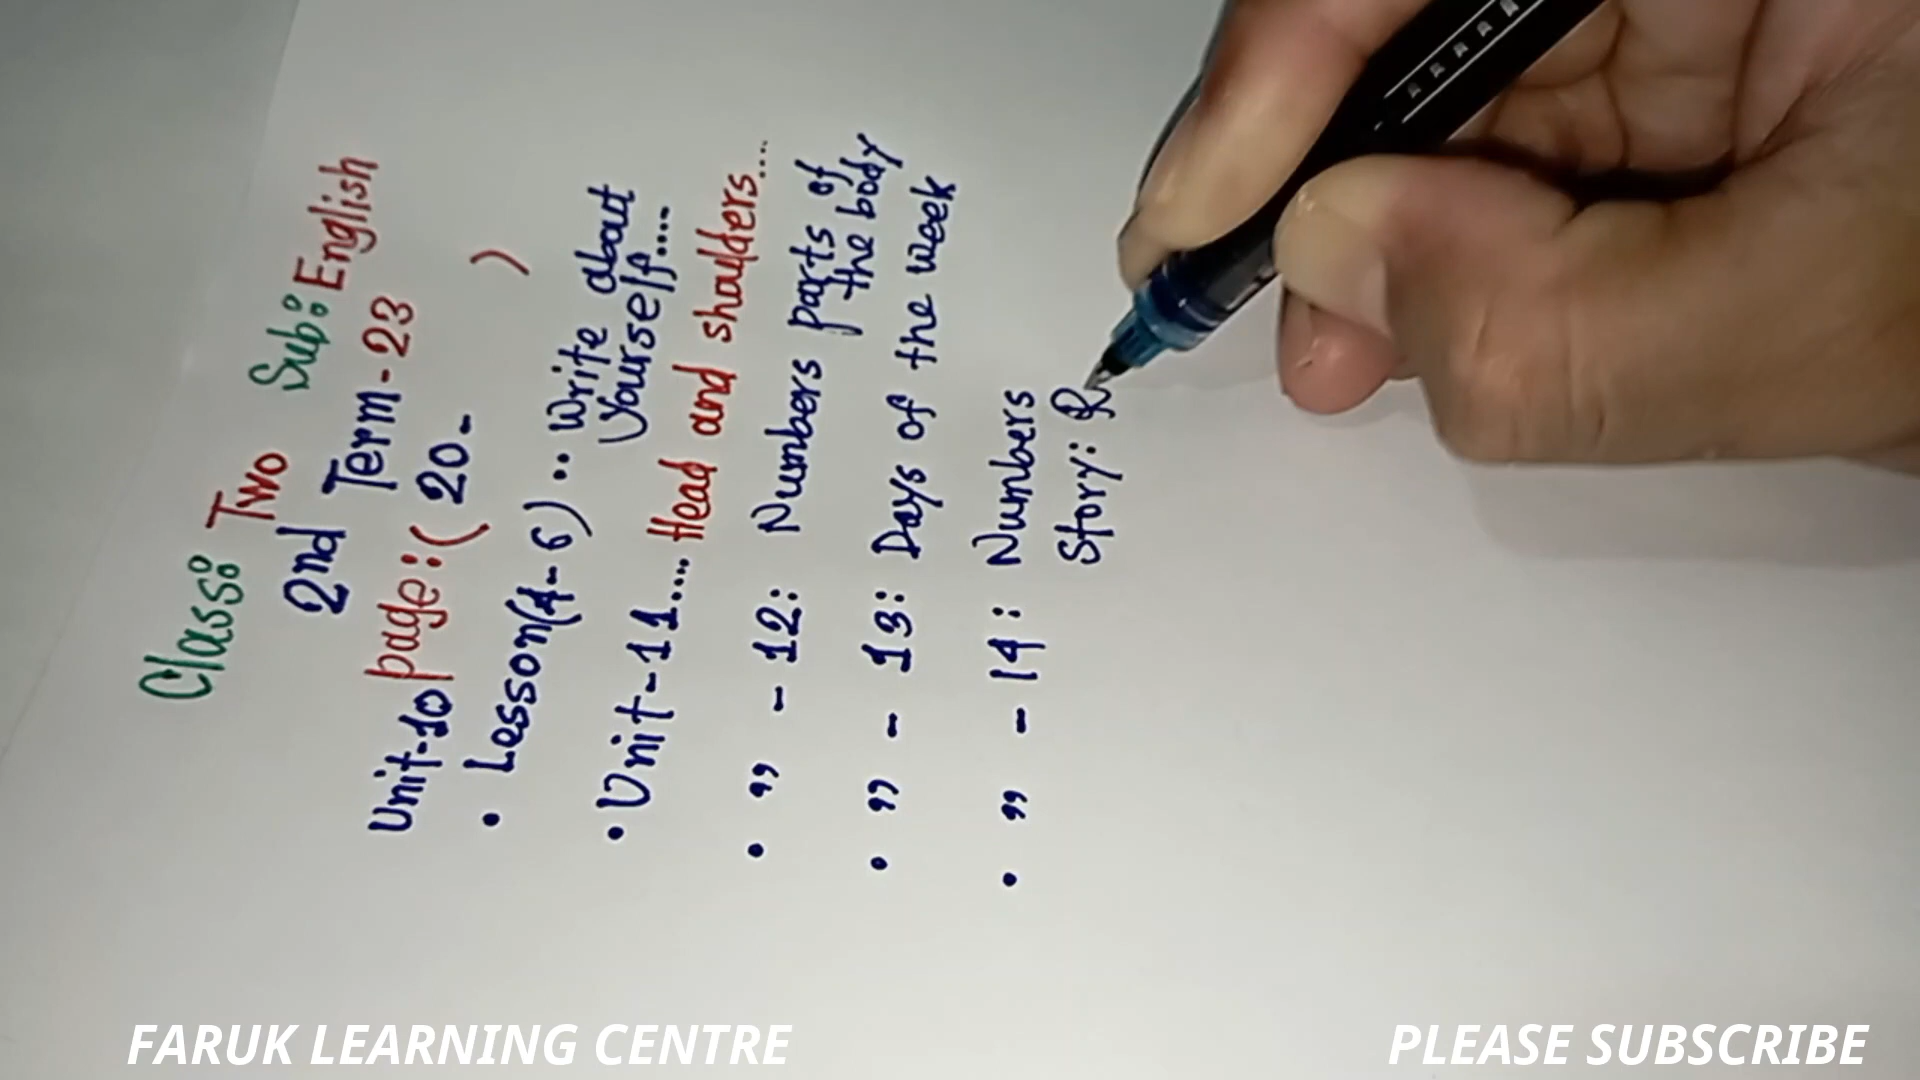 Class: Two Sub: English
2nd Term - 23
Unit-10 page: ( 20- )
• Lesson(4-6) .. Write about
Yourself....
• Unit-11.... Head and shoulders....
• ,, - 12: Numbers parts of
the body
• ,, - 13: Days of the week
• ,, - 14: Numbers
Story: R
FARUK LEARNING CENTRE
PLEASE SUBSCRIBE